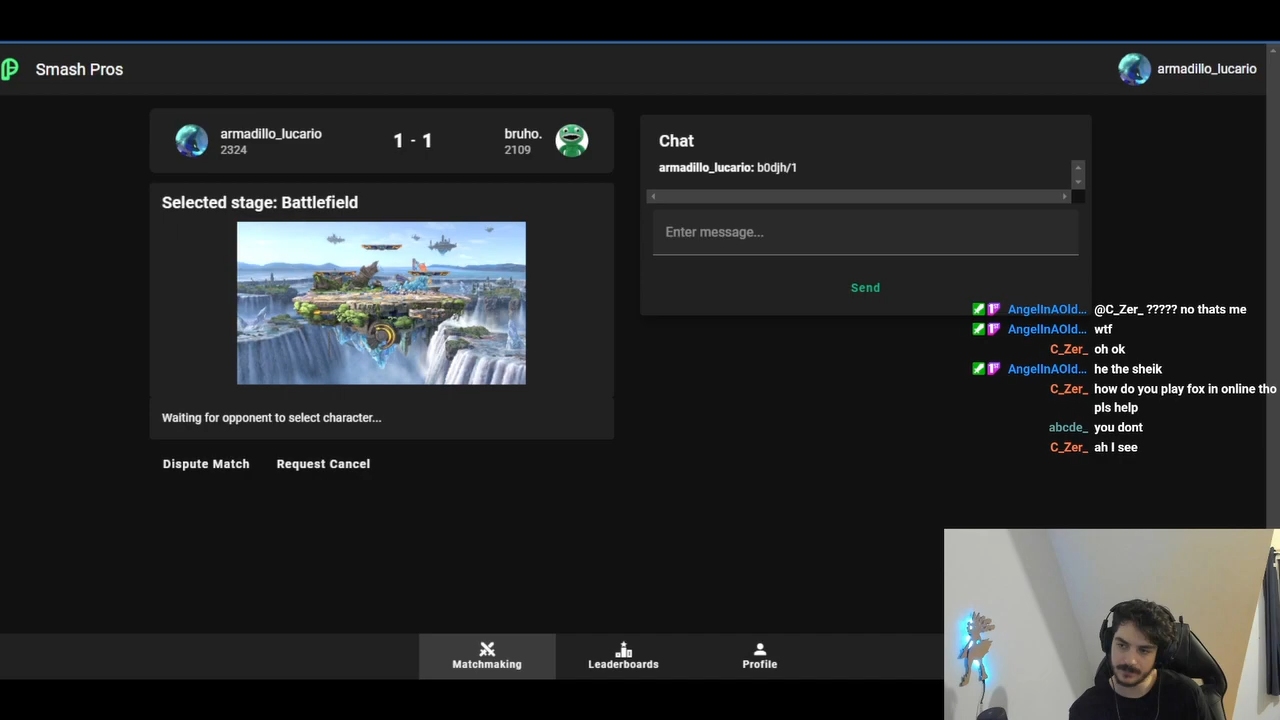 Smash Pros
armadillo_lucario
armadillo_lucario
2324
1 - 1
bruho.
2109
Selected stage: Battlefield
Waiting for opponent to select character...
Dispute Match
Request Cancel
Chat
armadillo_lucario: b0djh/1
Enter message...
Send
AngelInAOld... @C_Zer_ ????? no thats me
AngelInAOld... wtf
C_Zer_ oh ok
AngelInAOld... he the sheik
C_Zer_ how do you play fox in online tho
pls help
abcde_ you dont
C_Zer_ ah I see
Matchmaking
Leaderboards
Profile